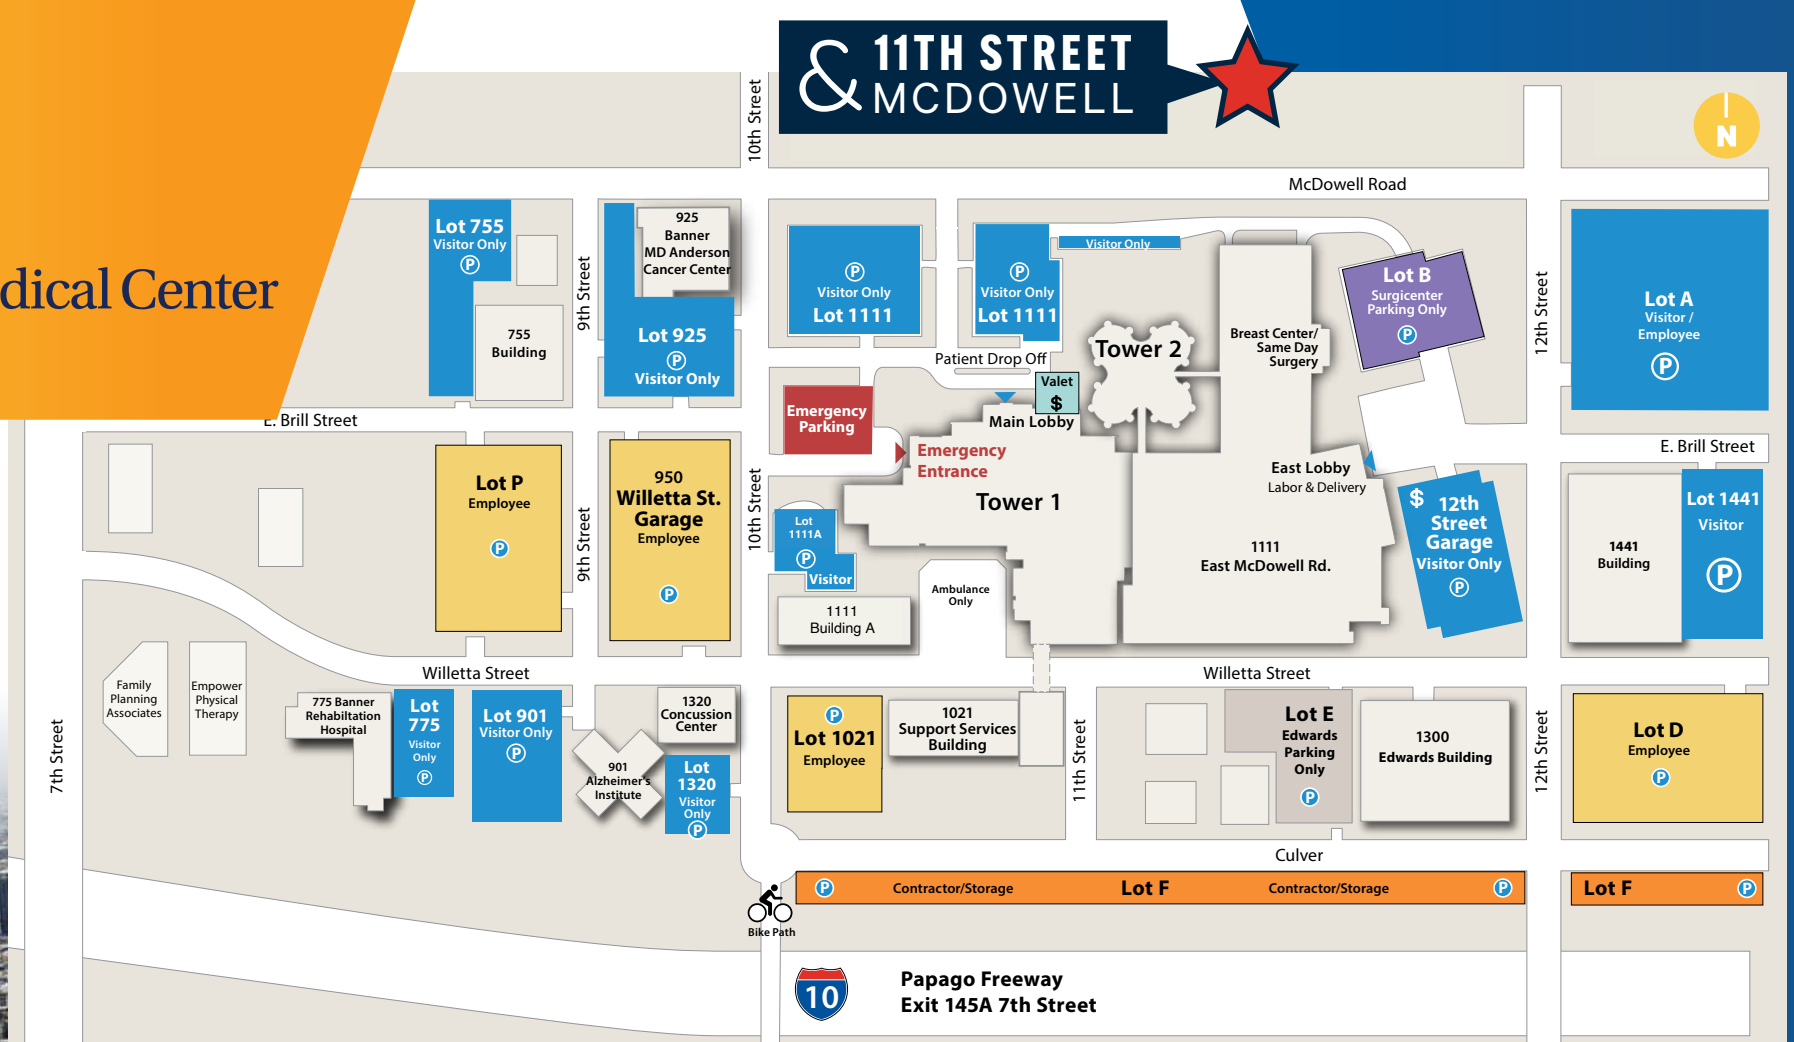 &
11TH STREET
MCDOWELL
dical Center
N
10th Street
McDowell Road
Lot 755
Visitor Only
P
755
Building
9th Street
925
Banner
MD Anderson
Cancer Center
Lot 925
P
Visitor Only
P
Visitor Only
Lot 1111
P
Visitor Only
Lot 1111
Visitor Only
Patient Drop Off
Valet
$
Main Lobby
Tower 2
Breast Center/
Same Day
Surgery
Lot B
Surgicenter
Parking Only
P
12th Street
Lot A
Visitor /
Employee
P
E. Brill Street
E. Brill Street
Emergency
Parking
Emergency
Entrance
Tower 1
East Lobby
Labor & Delivery
1111
East McDowell Rd.
$
12th
Street
Garage
Visitor Only
P
1441
Building
Lot 1441
Visitor
P
Lot P
Employee
P
9th Street
950
Willetta St.
Garage
Employee
P
10th Street
Lot
1111A
P
Visitor
1111
Building A
Ambulance
Only
Willetta Street
Willetta Street
Family
Planning
Associates
Empower
Physical
Therapy
775 Banner
Rehabiltation
Hospital
Lot
775
Visitor
Only
P
Lot 901
Visitor Only
P
901
Alzheimer's
Institute
1320
Concussion
Center
Lot
1320
Visitor
Only
P
P
Lot 1021
Employee
1021
Support Services
Building
11th Street
Lot E
Edwards
Parking
Only
P
1300
Edwards Building
12th Street
Lot D
Employee
P
7th Street
Culver
P
Contractor/Storage
Lot F
Contractor/Storage
P
Lot F
P
Bike Path
10
Papago Freeway
Exit 145A 7th Street